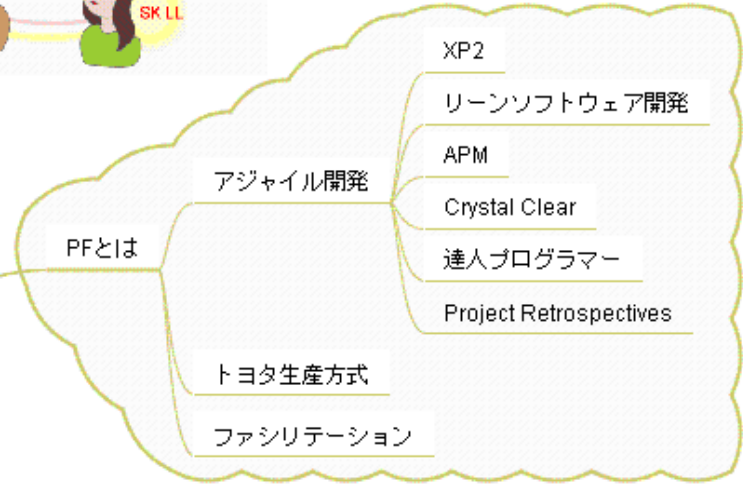 SKILL
PFとは
アジャイル開発
XP2
リーンソフトウェア開発
APM
Crystal Clear
達人プログラマー
Project Retrospectives
トヨタ生産方式
ファシリテーション